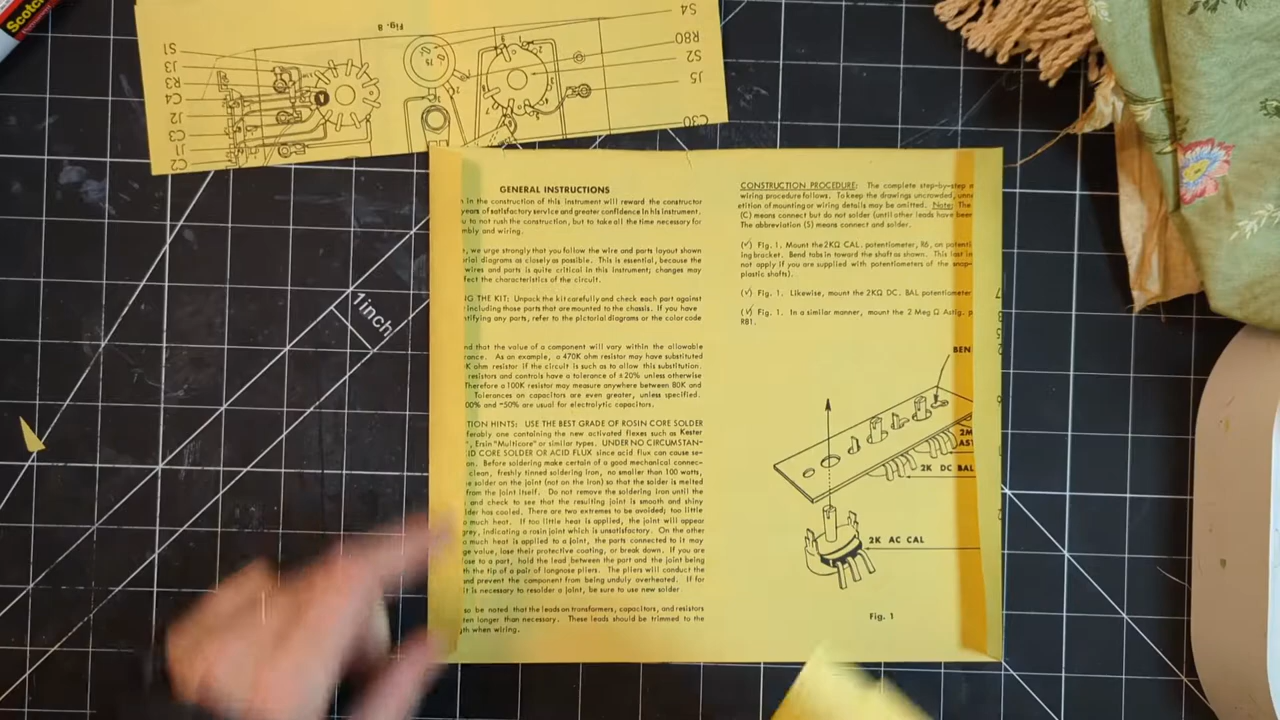 Scotch
Fig. 8
S4
R80
S2
J5
C30
S1
J3
R3
C4
J2
C3
J1
C2
1inch
GENERAL INSTRUCTIONS
in the construction of this instrument will reward the constructor
years of satisfactory service and greater confidence in his instrument.
u to not rush the construction, but to take all the time necessary for
mbly and wiring.
, we urge strongly that you follow the wire and parts layout shown
rial diagrams as closely as possible. This is essential, because the
wires and parts is quite critical in this instrument; changes may
fect the characteristics of the circuit.
NG THE KIT: Unpack the kit carefully and check each part against
including those parts that are mounted to the chassis. If you have
ntifying any parts, refer to the pictorial diagrams or the color code
nd that the value of a component will vary within the allowable
rance. As an example, a 470K ohm resistor may have substituted
K ohm resistor if the circuit is such as to allow this substitution.
resistors and controls have a tolerance of ±20% unless otherwise
Therefore a 100K resistor may measure anywhere between 80K and
Tolerances on capacitors are even greater, unless specified.
00% and -50% are usual for electrolytic capacitors.
TION HINTS: USE THE BEST GRADE OF ROSIN CORE SOLDER
ferably one containing the new activated fluxes such as Kester
", Ersin "Multicore" or similar types. UNDER NO CIRCUMSTAN-
ID CORE SOLDER OR ACID FLUX since acid flux can cause se-
on. Before soldering make certain of a good mechanical connec-
clean, freshly tinned soldering iron, no smaller than 100 watts,
e solder on the joint (not on the iron) so that the solder is melted
from the joint itself. Do not remove the soldering iron until the
and check to see that the resulting joint is smooth and shiny
lder has cooled. There are two extremes to be avoided; too little
o much heat. If too little heat is applied, the joint will appear
grey, indicating a rosin joint which is unsatisfactory. On the other
o much heat is applied to a joint, the parts connected to it may
ge value, lose their protective coating, or break down. If you are
ose to a part, hold the lead between the part and the joint being
th the tip of a pair of longnose pliers. The pliers will conduct the
and prevent the component from being unduly overheated. If for
it is necessary to resolder a joint, be sure to use new solder.
so be noted that the leads on transformers, capacitors, and resistors
ten longer than necessary. These leads should be trimmed to the
gth when wiring.
CONSTRUCTION PROCEDURE: The complete step-by-step
wiring procedure follows. To keep the drawings uncrowded, unne
etition of mounting or wiring details may be omitted. Note: The
(C) means connect but do not solder (until other leads have been
The abbreviation (S) means connect and solder.
(√) Fig. 1. Mount the 2KΩ CAL. potentiometer, R6, on potenti
ing bracket. Bend tabs in toward the shaft as shown. This last in
not apply if you are supplied with potentiometers of the snap-
plastic shafts).
(√) Fig. 1. Likewise, mount the 2KΩ DC. BAL potentiometer
(√) Fig. 1. In a similar manner, mount the 2 Meg Ω Astig. p
R81.
BEN
2M
AST
2K DC BAL
2K AC CAL
Fig. 1